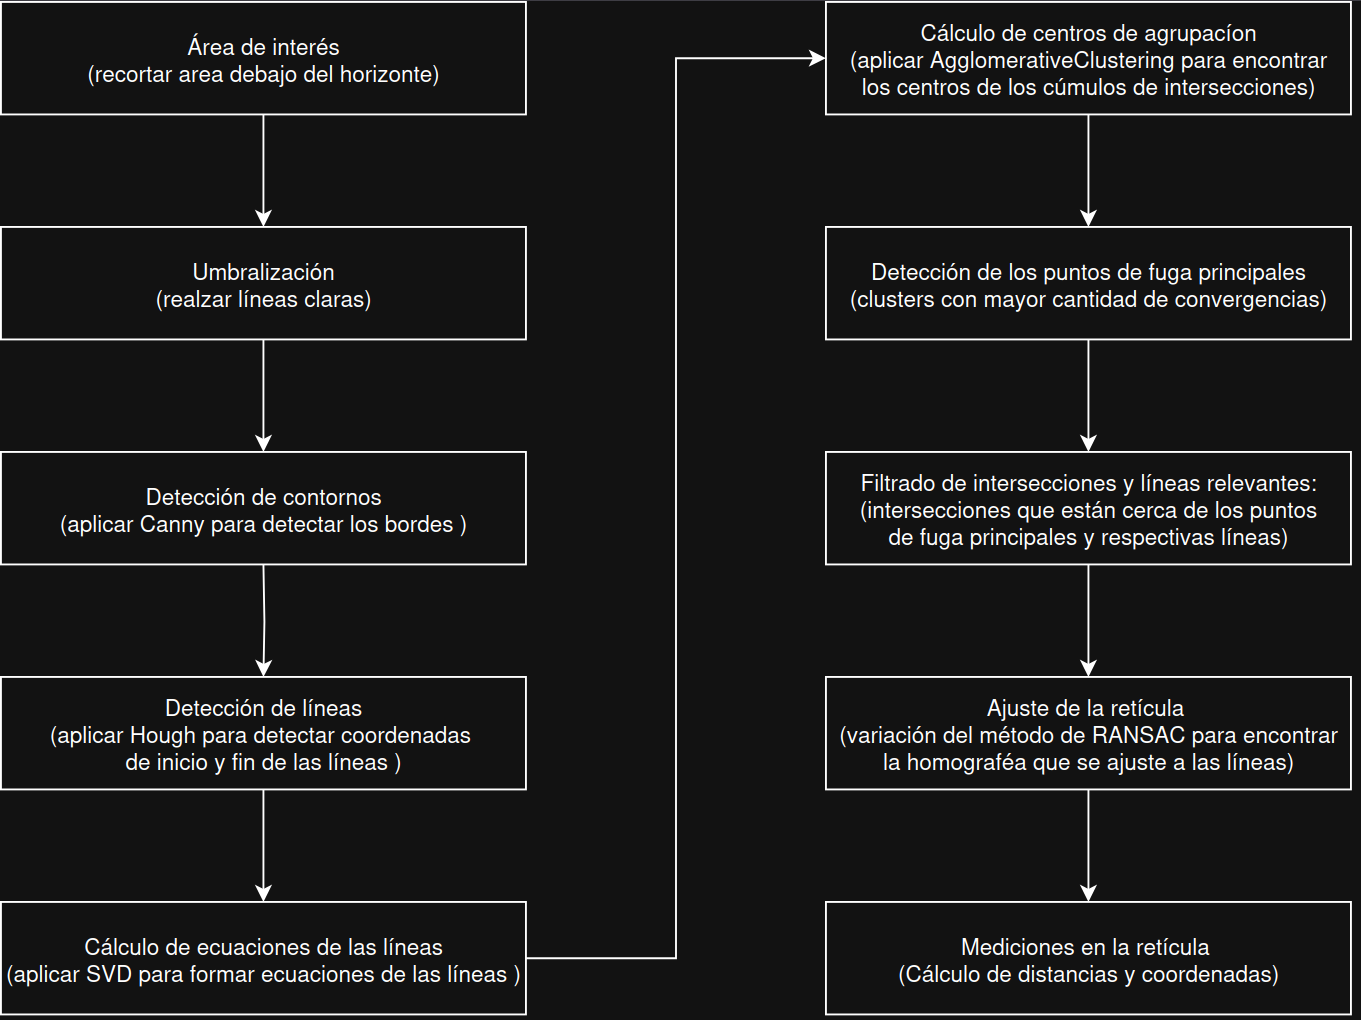 Área de interés
(recortar area debajo del horizonte)
Umbralización
(realzar líneas claras)
Detección de contornos
(aplicar Canny para detectar los bordes )
Detección de líneas
(aplicar Hough para detectar coordenadas
de inicio y fin de las líneas )
Cálculo de ecuaciones de las líneas
(aplicar SVD para formar ecuaciones de las líneas )
Cálculo de centros de agrupacíon
(aplicar AgglomerativeClustering para encontrar
los centros de los cúmulos de intersecciones)
Detección de los puntos de fuga principales
(clusters con mayor cantidad de convergencias)
Filtrado de intersecciones y líneas relevantes:
(intersecciones que están cerca de los puntos
de fuga principales y respectivas líneas)
Ajuste de la retícula
(variación del método de RANSAC para encontrar
la homograféa que se ajuste a las líneas)
Mediciones en la retícula
(Cálculo de distancias y coordenadas)